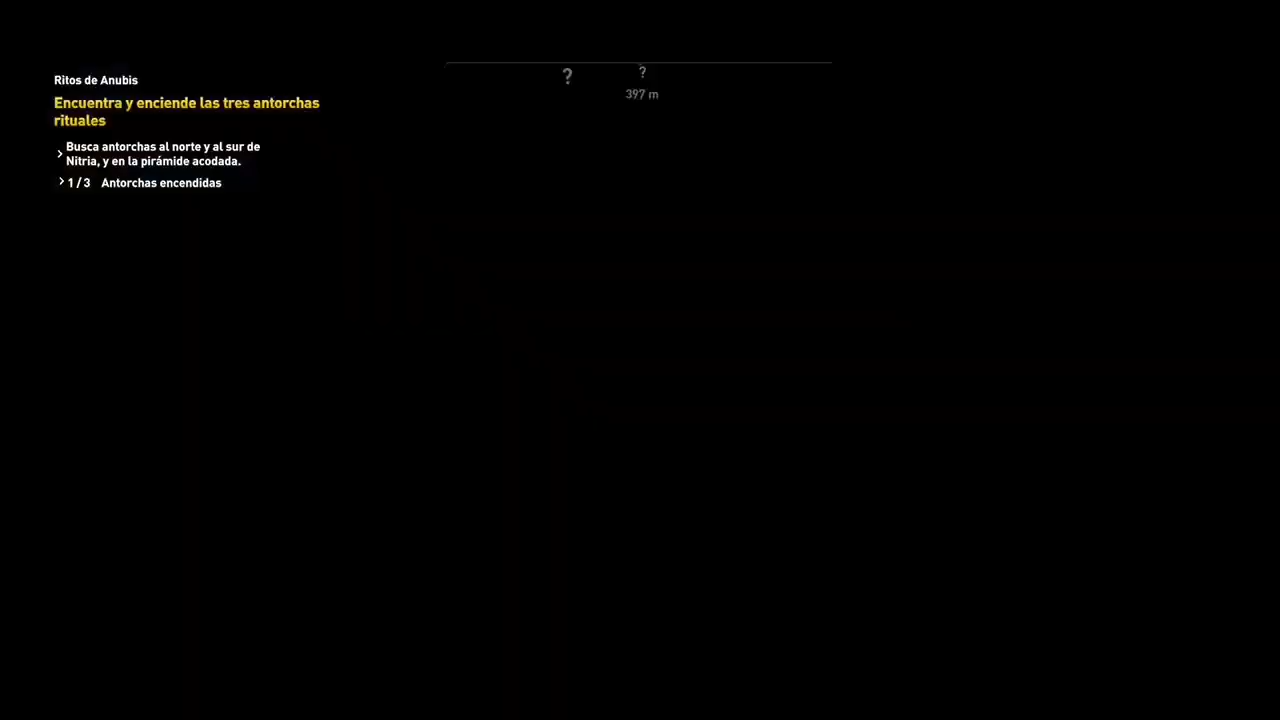 Ritos de Anubis
Encuentra y enciende las tres antorchas
rituales
Busca antorchas al norte y al sur de
Nitria, y en la pirámide acodada.
1 / 3 Antorchas encendidas
? ?
397 m